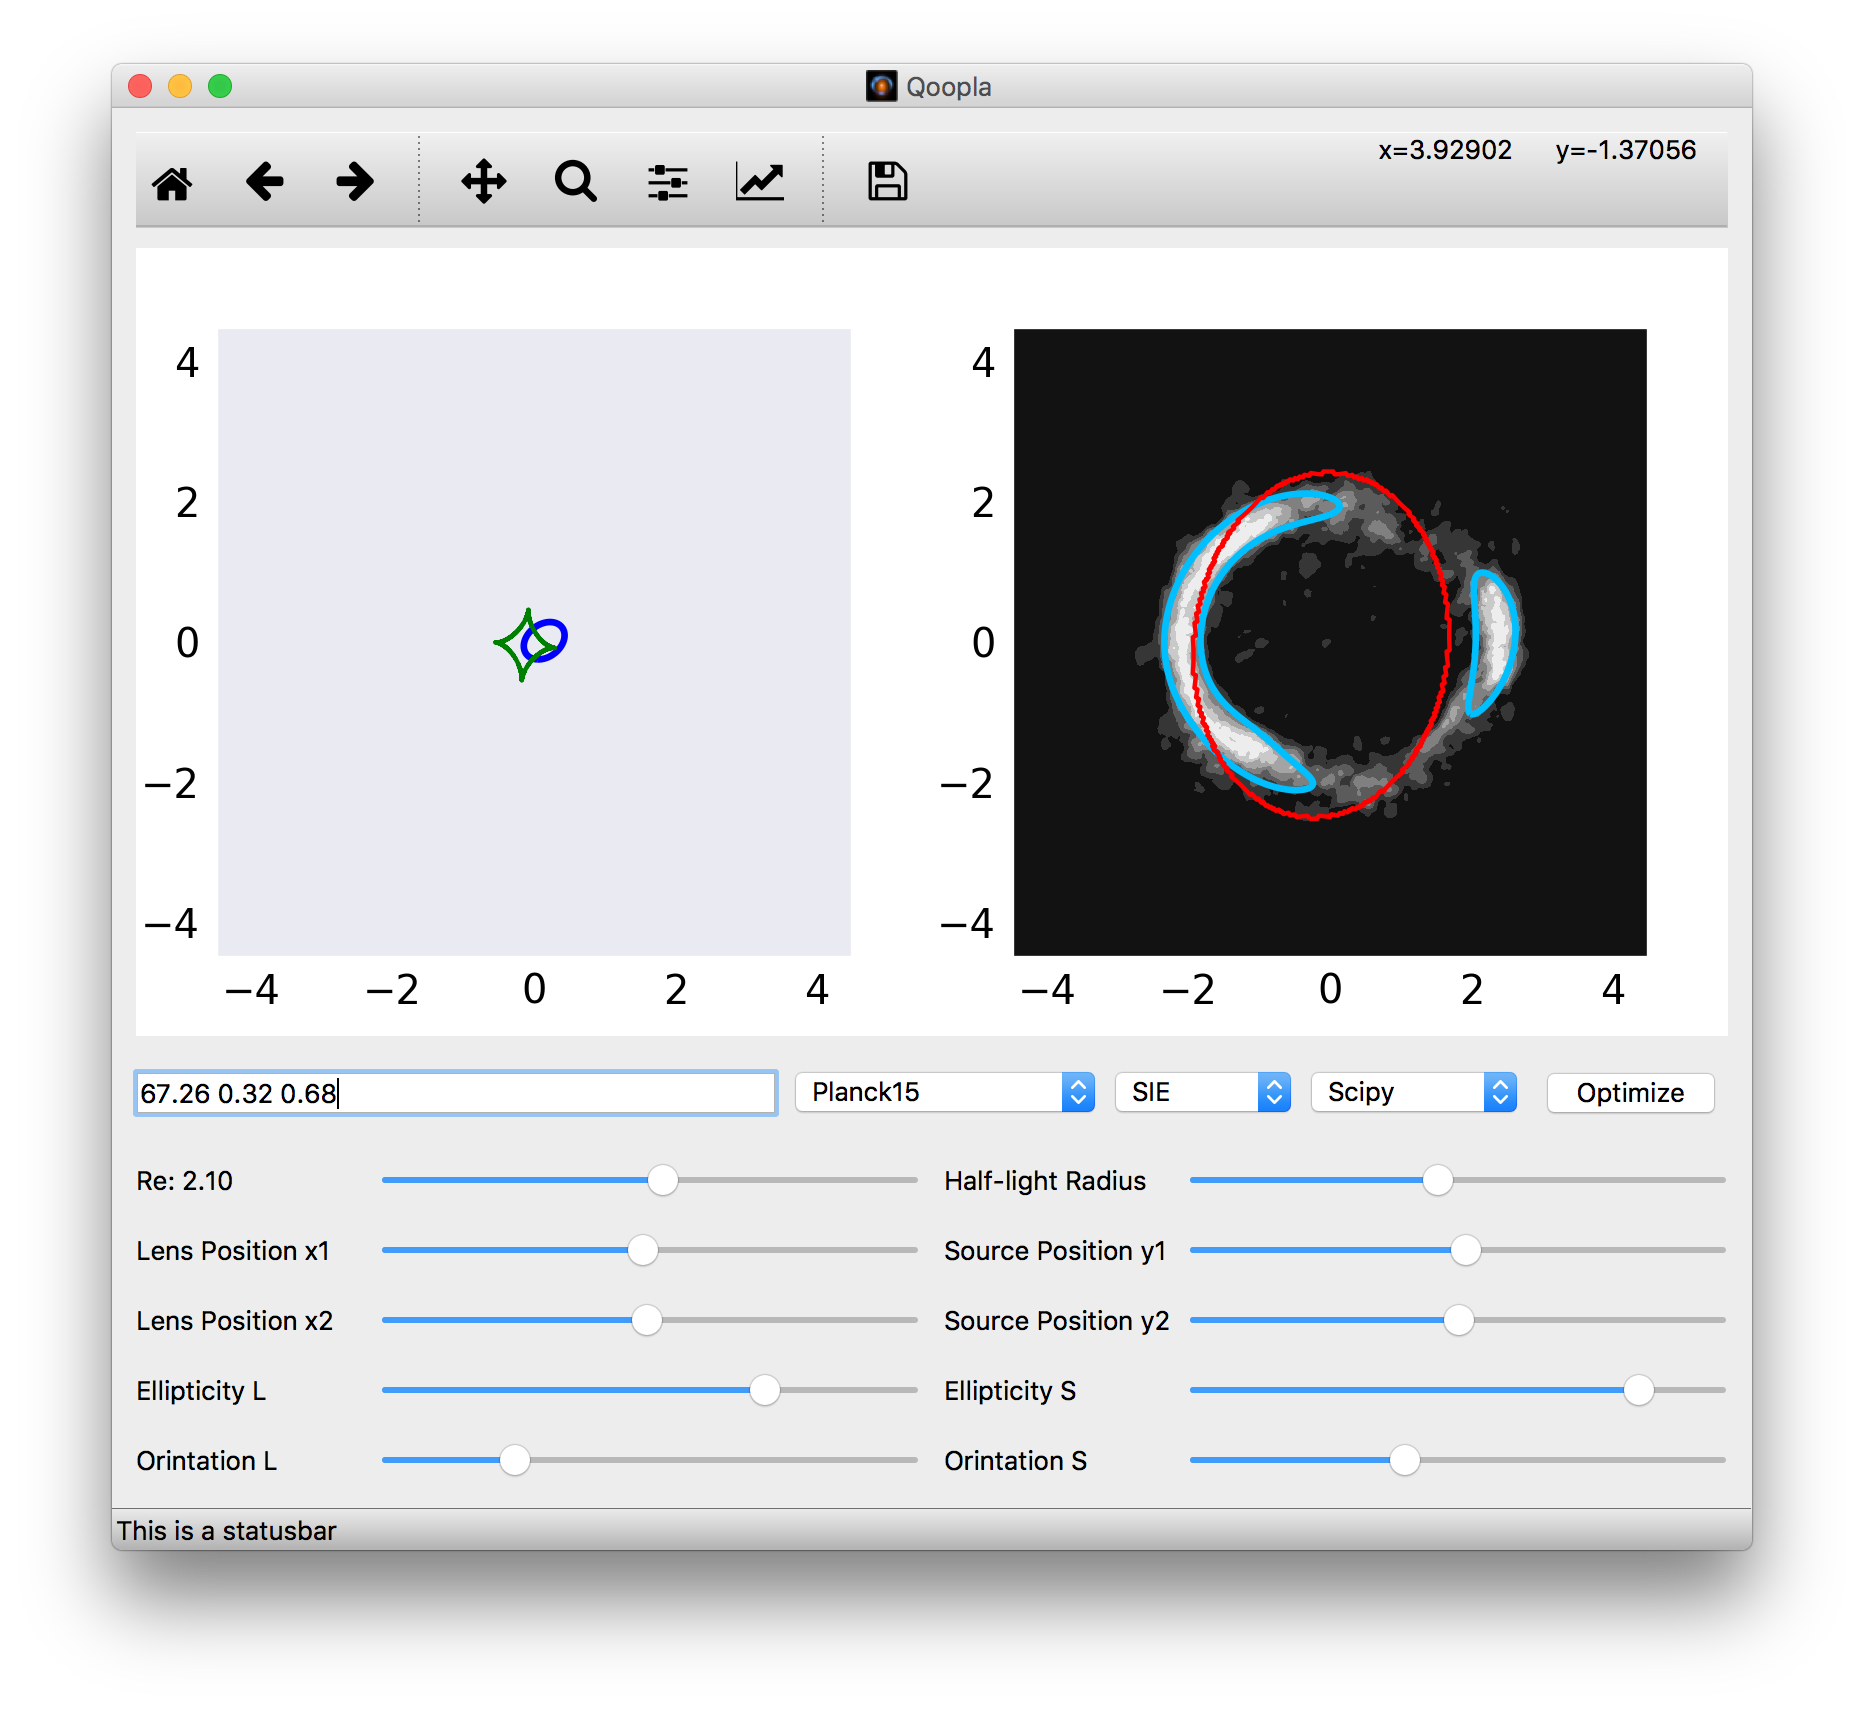 Qoopla
x=3.92902 y=-1.37056
4
2
0
−2
−4
−4 −2 0 2 4
4
2
0
−2
−4
−4 −2 0 2 4
67.26 0.32 0.68 Planck15 SIE Scipy Optimize
Re: 2.10 Half-light Radius
Lens Position x1 Source Position y1
Lens Position x2 Source Position y2
Ellipticity L Ellipticity S
Orintation L Orintation S
This is a statusbar